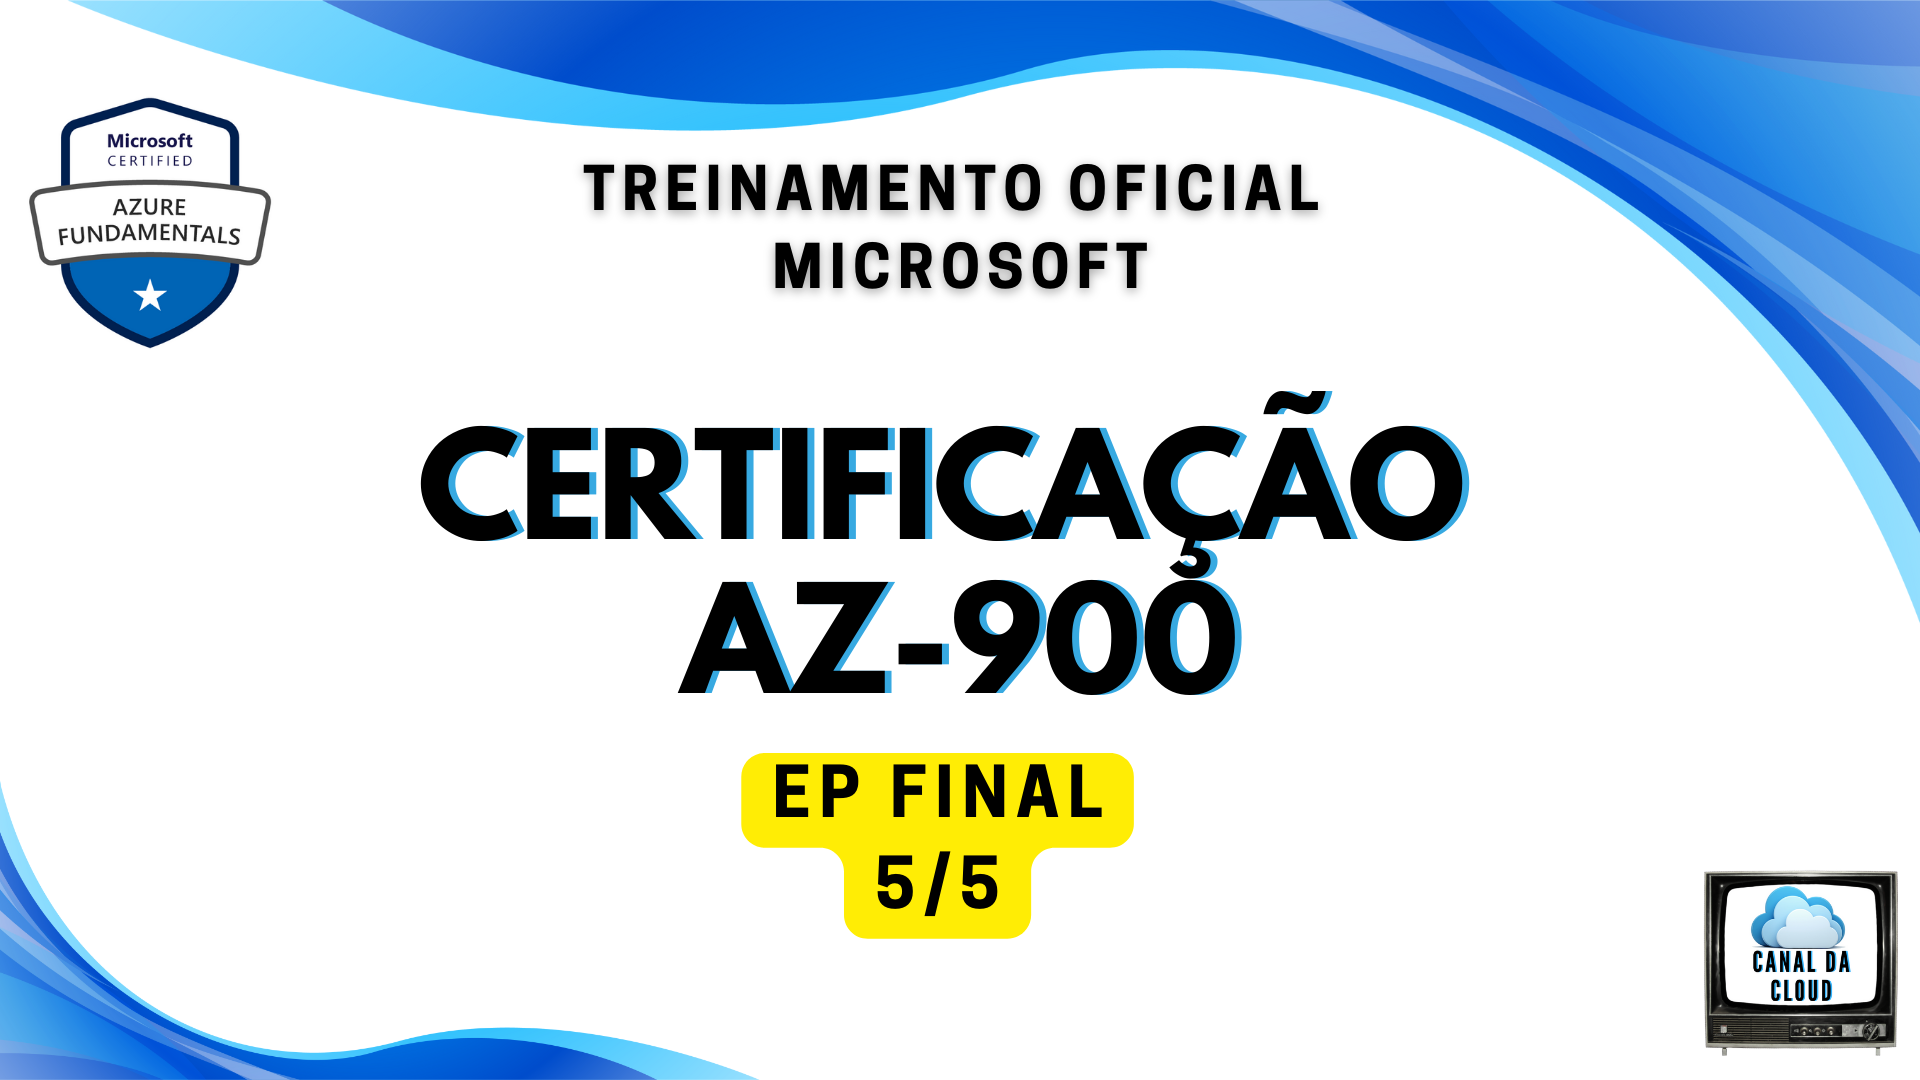 Microsoft
CERTIFIED
AZURE
FUNDAMENTALS
TREINAMENTO OFICIAL
MICROSOFT
CERTIFICAÇÃO
AZ-900
EP FINAL
5/5
CANAL DA
CLOUD